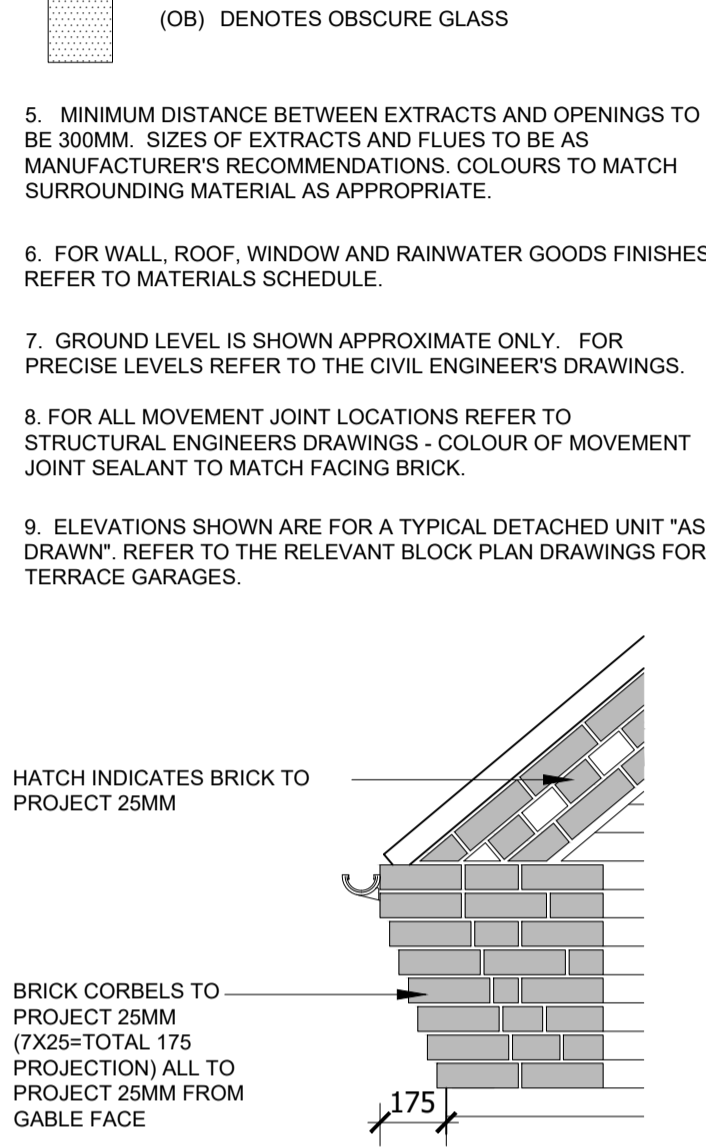 (OB) DENOTES OBSCURE GLASS
5. MINIMUM DISTANCE BETWEEN EXTRACTS AND OPENINGS TO
BE 300MM. SIZES OF EXTRACTS AND FLUES TO BE AS
MANUFACTURER'S RECOMMENDATIONS. COLOURS TO MATCH
SURROUNDING MATERIAL AS APPROPRIATE.
6. FOR WALL, ROOF, WINDOW AND RAINWATER GOODS FINISHES
REFER TO MATERIALS SCHEDULE.
7. GROUND LEVEL IS SHOWN APPROXIMATE ONLY. FOR
PRECISE LEVELS REFER TO THE CIVIL ENGINEER'S DRAWINGS.
8. FOR ALL MOVEMENT JOINT LOCATIONS REFER TO
STRUCTURAL ENGINEERS DRAWINGS - COLOUR OF MOVEMENT
JOINT SEALANT TO MATCH FACING BRICK.
9. ELEVATIONS SHOWN ARE FOR A TYPICAL DETACHED UNIT "AS
DRAWN". REFER TO THE RELEVANT BLOCK PLAN DRAWINGS FOR
TERRACE GARAGES.
HATCH INDICATES BRICK TO
PROJECT 25MM
BRICK CORBELS TO
PROJECT 25MM
(7X25=TOTAL 175
PROJECTION) ALL TO
PROJECT 25MM FROM
GABLE FACE
175